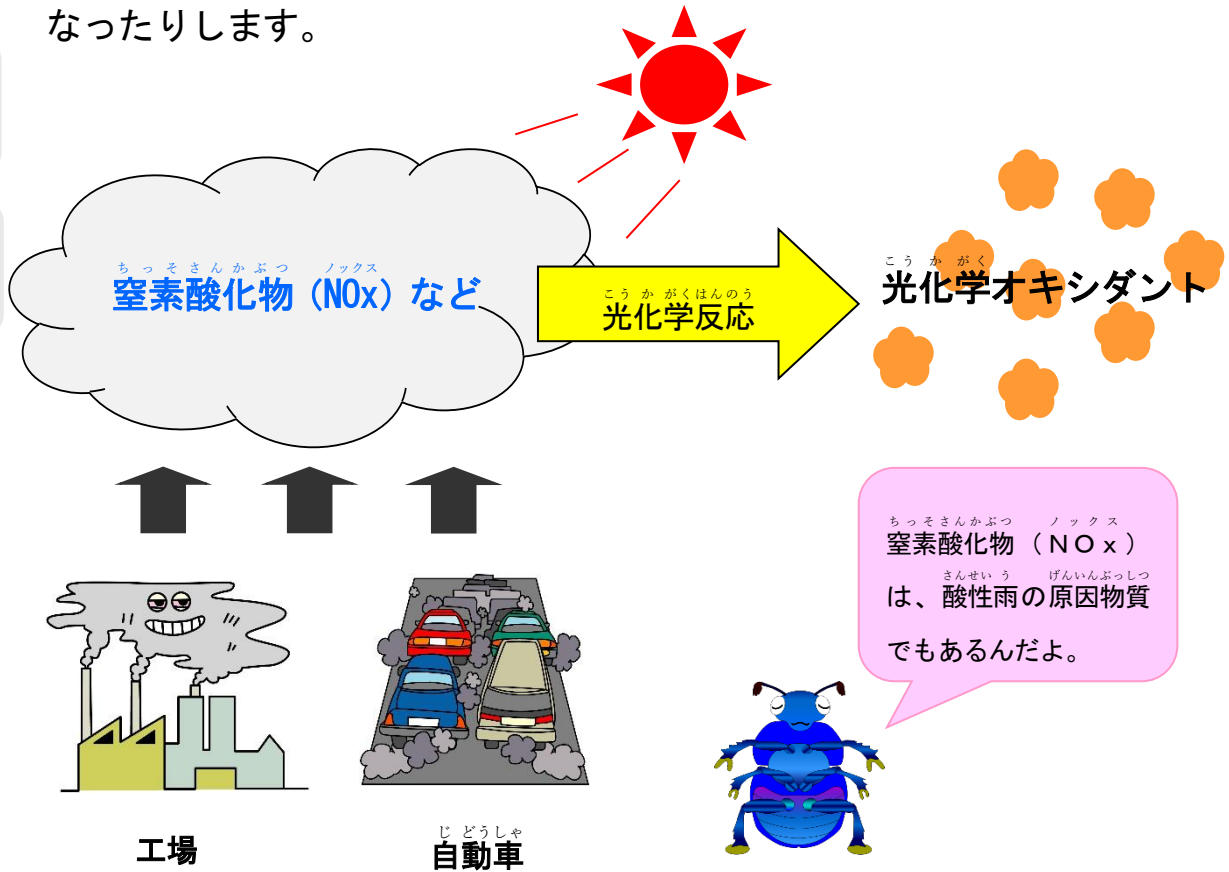 なったりします。
ちっそさんかぶつ ノックス
窒素酸化物(NOx)など
こうかがくはんのう
光化学反応
こうかがく
光化学オキシダント
ちっそさんかぶつ ノックス
窒素酸化物(NOx)
さんせいう げんいんぶっしつ
は、酸性雨の原因物質
でもあるんだよ。
工場
じどうしゃ
自動車